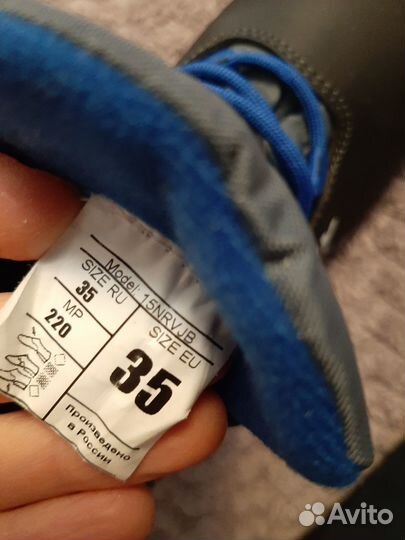 Model: 15NRVJB
SIZE RU
35
MP
220
SIZE EU
35
Произведено
в России
Avito